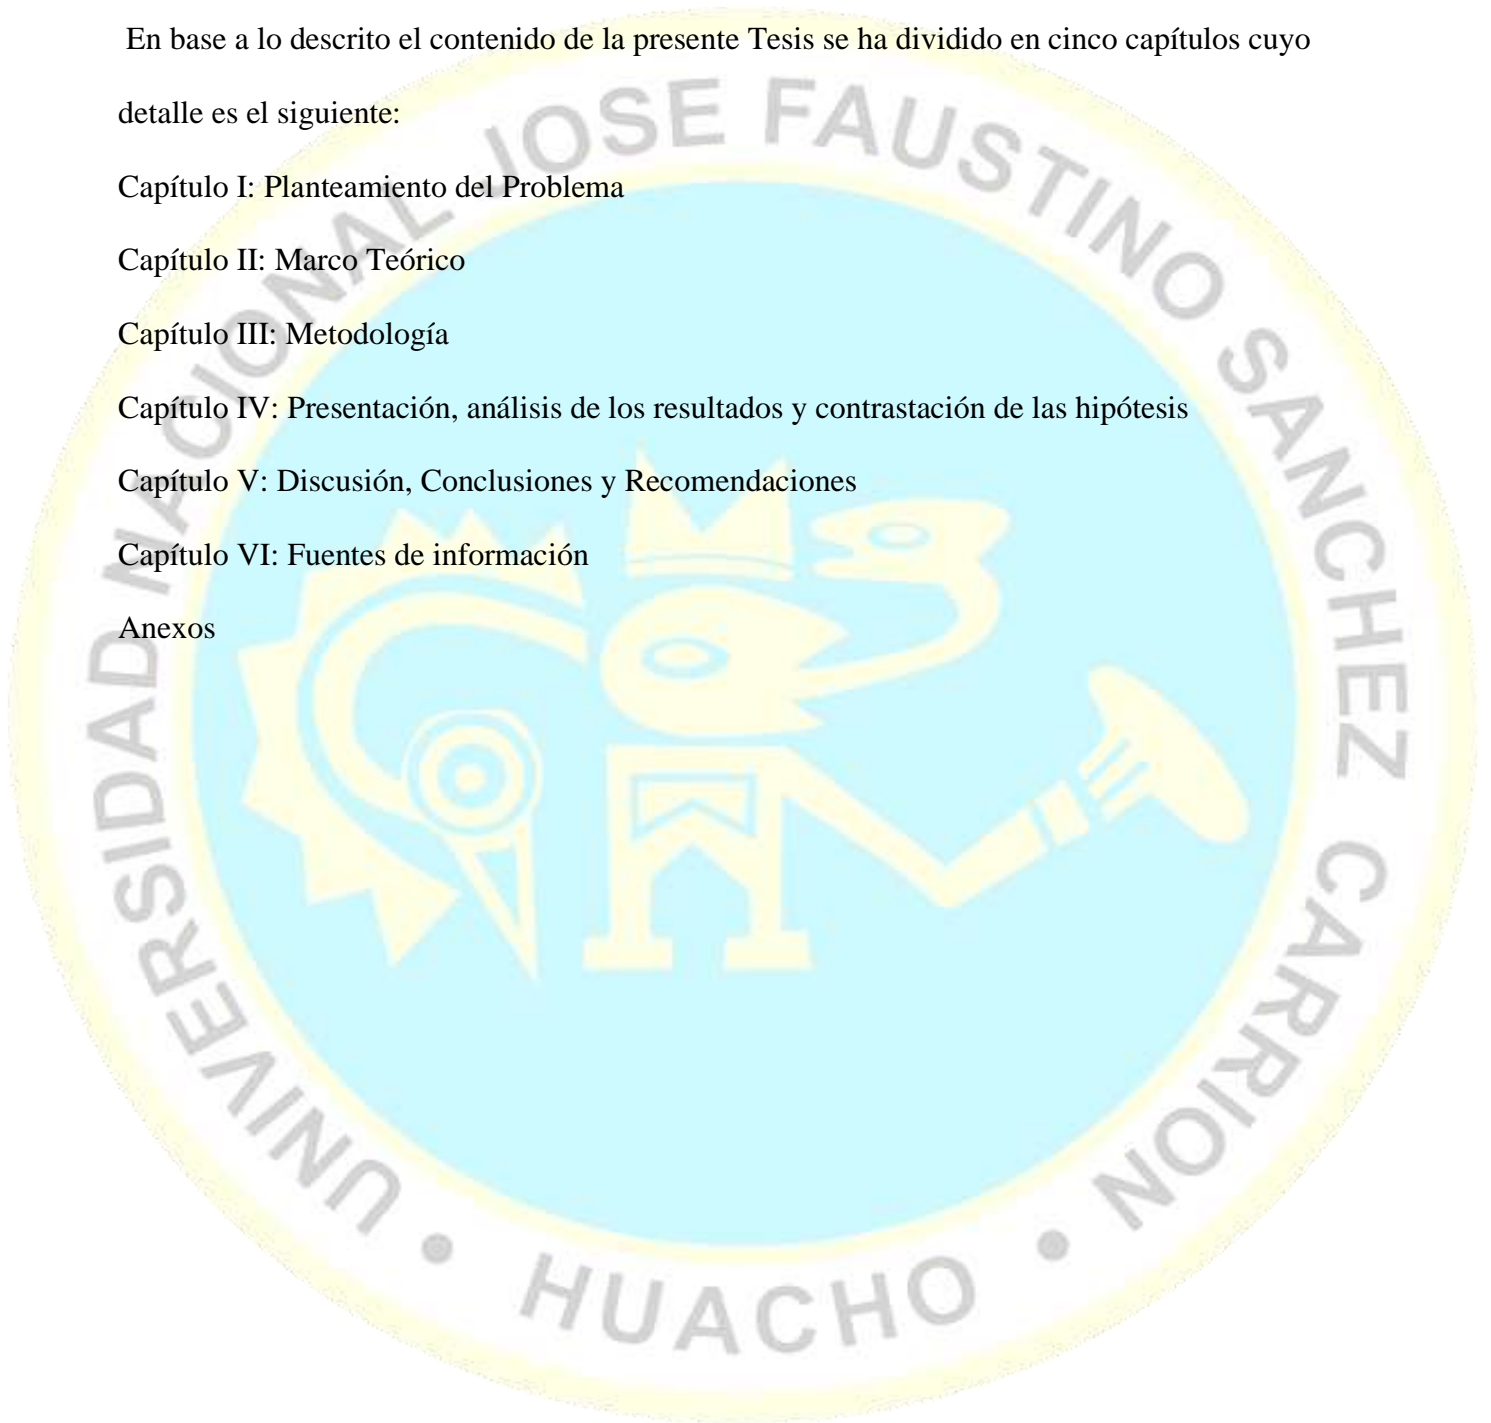 En base a lo descrito el contenido de la presente Tesis se ha dividido en cinco capítulos cuyo
detalle es el siguiente:
Capítulo I: Planteamiento del Problema
Capítulo II: Marco Teórico
Capítulo III: Metodología
Capítulo IV: Presentación, análisis de los resultados y contrastación de las hipótesis
Capítulo V: Discusión, Conclusiones y Recomendaciones
Capítulo VI: Fuentes de información
Anexos
UNIVERSIDAD NACIONAL JOSE FAUSTINO SANCHEZ CARRION • HUACHO •